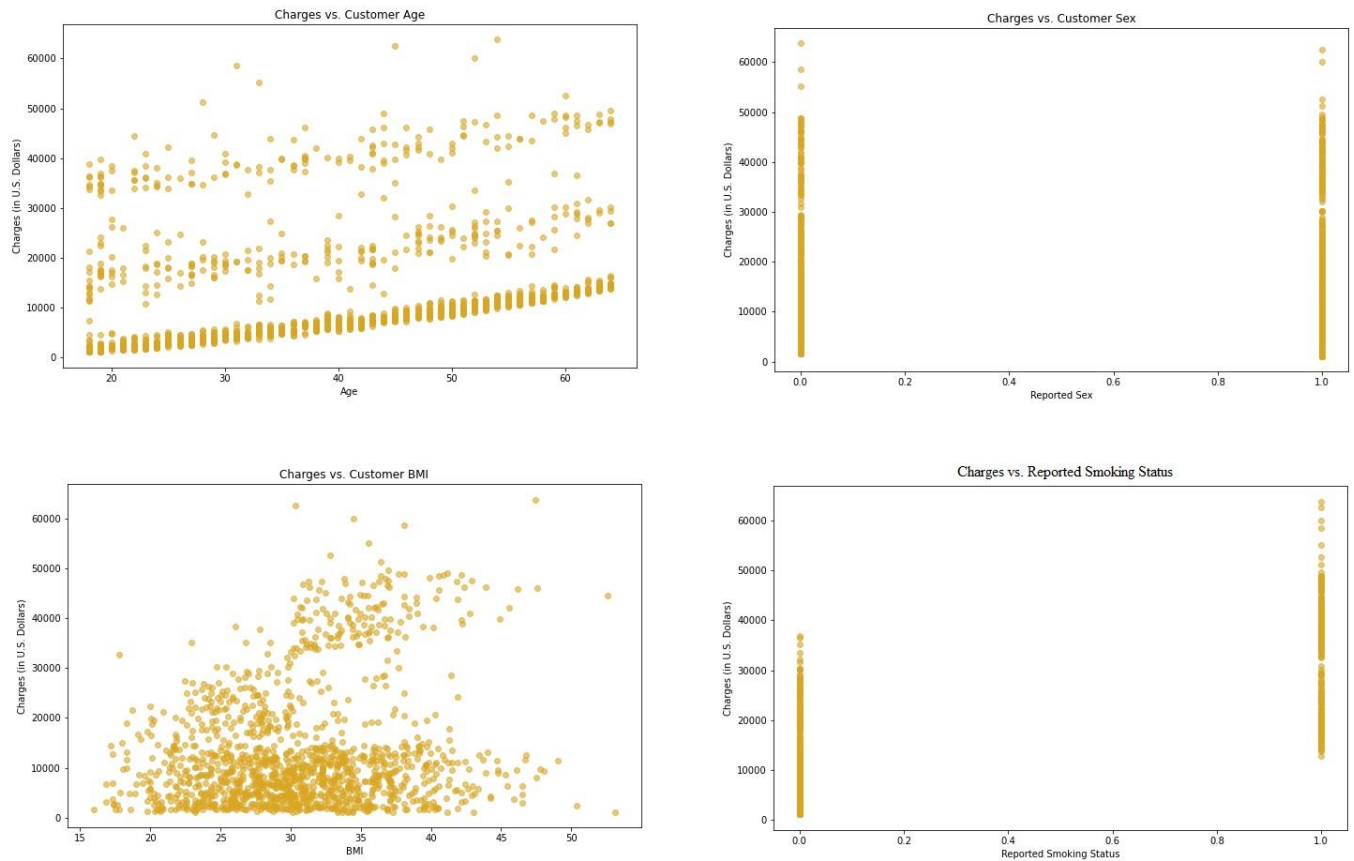 Charges vs. Customer Age
Charges (in U.S. Dollars)
60000
50000
40000
30000
20000
10000
0
20 30 40 50 60
Age
Charges vs. Customer Sex
Charges (in U.S. Dollars)
60000
50000
40000
30000
20000
10000
0
0.0 0.2 0.4 0.6 0.8 1.0
Reported Sex
Charges vs. Customer BMI
Charges (in U.S. Dollars)
60000
50000
40000
30000
20000
10000
0
15 20 25 30 35 40 45 50
BMI
Charges vs. Reported Smoking Status
Charges (in U.S. Dollars)
60000
50000
40000
30000
20000
10000
0
0.0 0.2 0.4 0.6 0.8 1.0
Reported Smoking Status